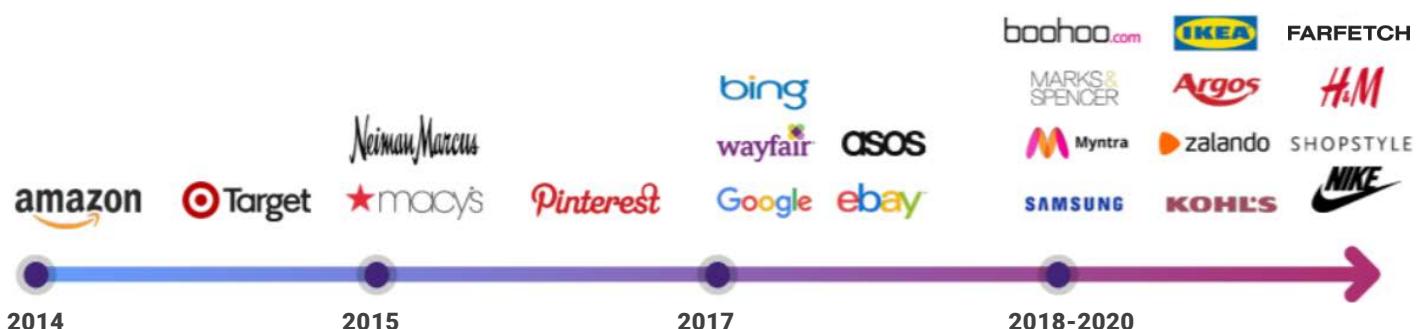 boohoo.com IKEA FARFETCH
bing MARKS& SPENCER Argos H&M
Neiman Marcus wayfair asos Myntra zalando SHOPSTYLE
amazon Target macy's Pinterest Google ebay SAMSUNG KOHL'S NIKE
2014 2015 2017 2018-2020